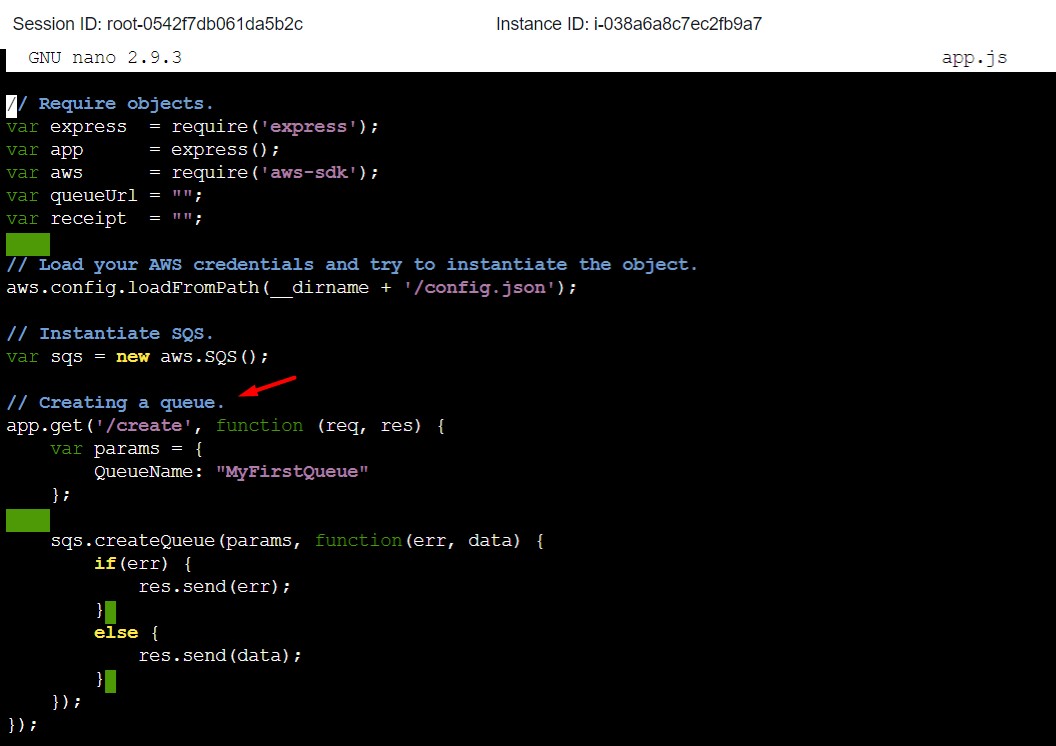 Session ID: root-0542f7db061da5b2c Instance ID: i-038a6a8c7ec2fb9a7
GNU nano 2.9.3 app.js
// Require objects.
var express  = require('express');
var app      = express();
var aws      = require('aws-sdk');
var queueUrl = "";
var receipt  = "";
// Load your AWS credentials and try to instantiate the object.
aws.config.loadFromPath(__dirname + '/config.json');
// Instantiate SQS.
var sqs = new aws.SQS();
// Creating a queue.
app.get('/create', function (req, res) {
    var params = {
        QueueName: "MyFirstQueue"
    };
    sqs.createQueue(params, function(err, data) {
        if(err) {
            res.send(err);
        }
        else {
            res.send(data);
        }
    });
});